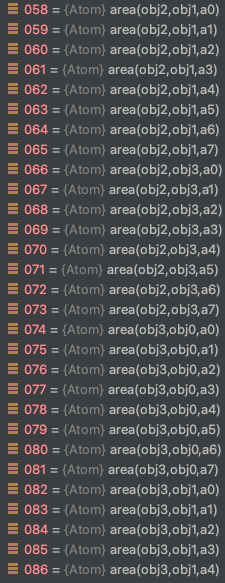 058 = {Atom} area(obj2,obj1,a0)
059 = {Atom} area(obj2,obj1,a1)
060 = {Atom} area(obj2,obj1,a2)
061 = {Atom} area(obj2,obj1,a3)
062 = {Atom} area(obj2,obj1,a4)
063 = {Atom} area(obj2,obj1,a5)
064 = {Atom} area(obj2,obj1,a6)
065 = {Atom} area(obj2,obj1,a7)
066 = {Atom} area(obj2,obj3,a0)
067 = {Atom} area(obj2,obj3,a1)
068 = {Atom} area(obj2,obj3,a2)
069 = {Atom} area(obj2,obj3,a3)
070 = {Atom} area(obj2,obj3,a4)
071 = {Atom} area(obj2,obj3,a5)
072 = {Atom} area(obj2,obj3,a6)
073 = {Atom} area(obj2,obj3,a7)
074 = {Atom} area(obj3,obj0,a0)
075 = {Atom} area(obj3,obj0,a1)
076 = {Atom} area(obj3,obj0,a2)
077 = {Atom} area(obj3,obj0,a3)
078 = {Atom} area(obj3,obj0,a4)
079 = {Atom} area(obj3,obj0,a5)
080 = {Atom} area(obj3,obj0,a6)
081 = {Atom} area(obj3,obj0,a7)
082 = {Atom} area(obj3,obj1,a0)
083 = {Atom} area(obj3,obj1,a1)
084 = {Atom} area(obj3,obj1,a2)
085 = {Atom} area(obj3,obj1,a3)
086 = {Atom} area(obj3,obj1,a4)